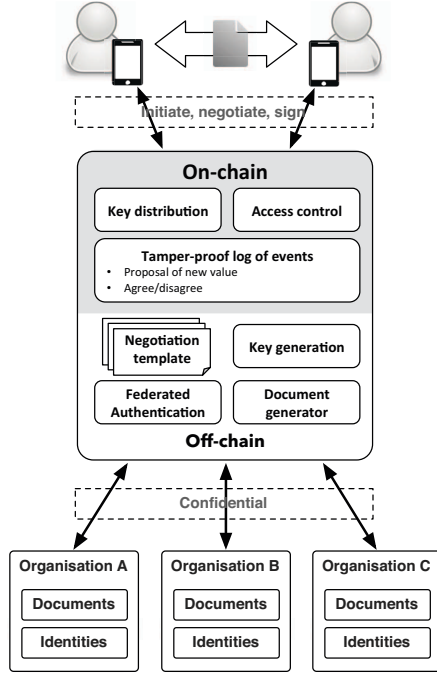 Initiate, negotiate, sign
On-chain
Key distribution
Access control
Tamper-proof log of events
• Proposal of new value
• Agree/disagree
Negotiation
template
Key generation
Federated
Authentication
Document
generator
Off-chain
Confidential
Organisation A
Documents
Identities
Organisation B
Documents
Identities
Organisation C
Documents
Identities